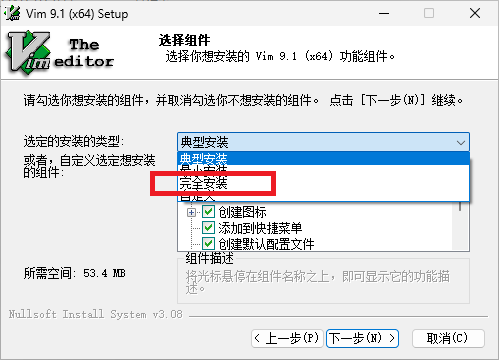 Vim 9.1 (x64) Setup
The
Vim
editor
选择组件
选择你想安装的 Vim 9.1 (x64) 功能组件。
请勾选你想安装的组件，并取消勾选你不想安装的组件。 点击 [下一步(N)] 继续。
选定的安装的类型:
典型安装
或者，自定义选定想安装的组件:
典型安装
最小安装
完全安装
自定义
创建图标
添加到快捷菜单
创建默认配置文件
组件描述
所需空间: 53.4 MB
将光标悬停在组件名称之上，即可显示它的功能描述。
Nullsoft Install System v3.08
< 上一步(P)
下一步(N) >
取消(C)